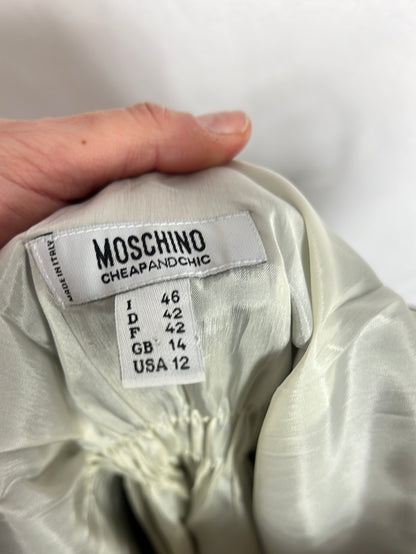 MOSCHINO
CHEAPANDCHIC
MADE IN ITALY
I 46
D 42
F 42
GB 14
USA 12